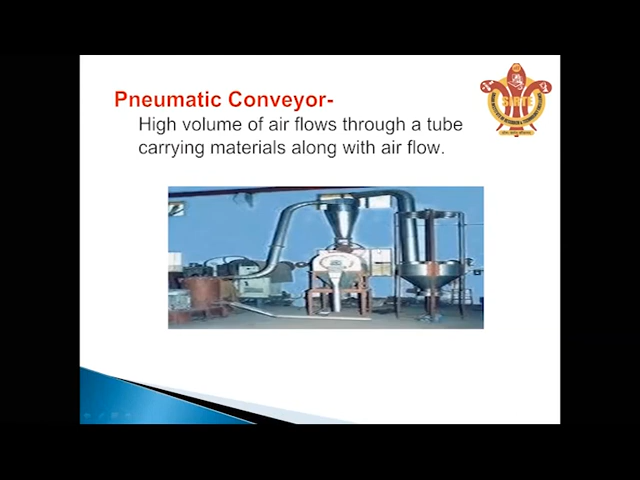 Pneumatic Conveyor-
High volume of air flows through a tube
carrying materials along with air flow.